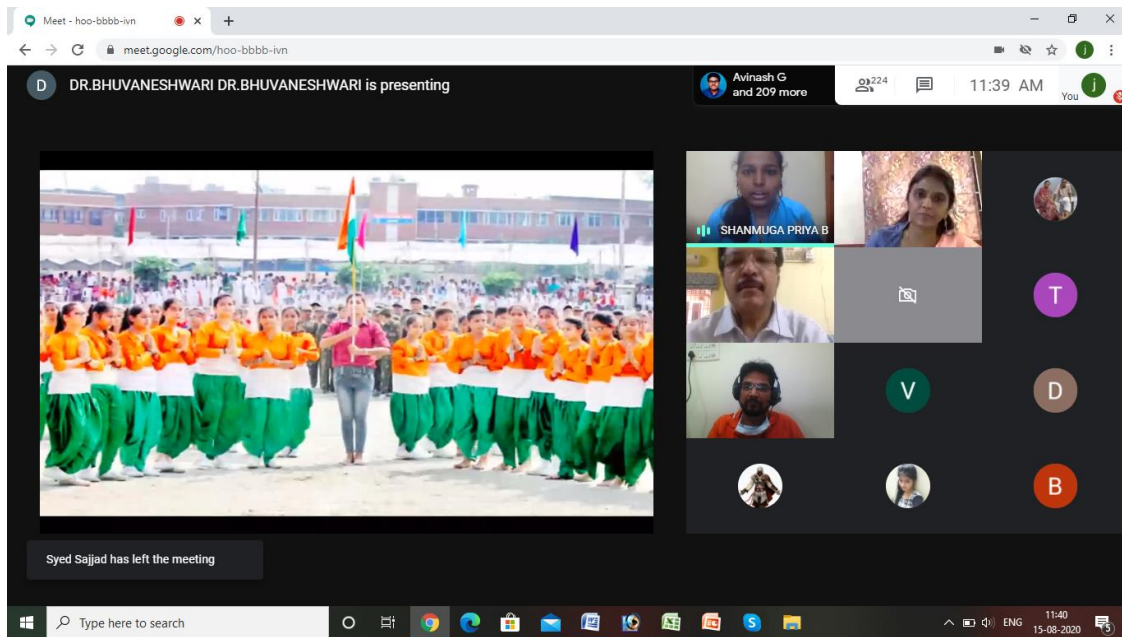 Meet - hoo-bbbb-ivn
meet.google.com/hoo-bbbb-ivn
j
D
DR.BHUVANESHWARI DR.BHUVANESHWARI is presenting
Avinash G
and 209 more
224
11:39 AM
You
j
SHANMUGA PRIYA B
T
V
D
B
Syed Sajjad has left the meeting
Type here to search
ENG
11:40
15-08-2020
5